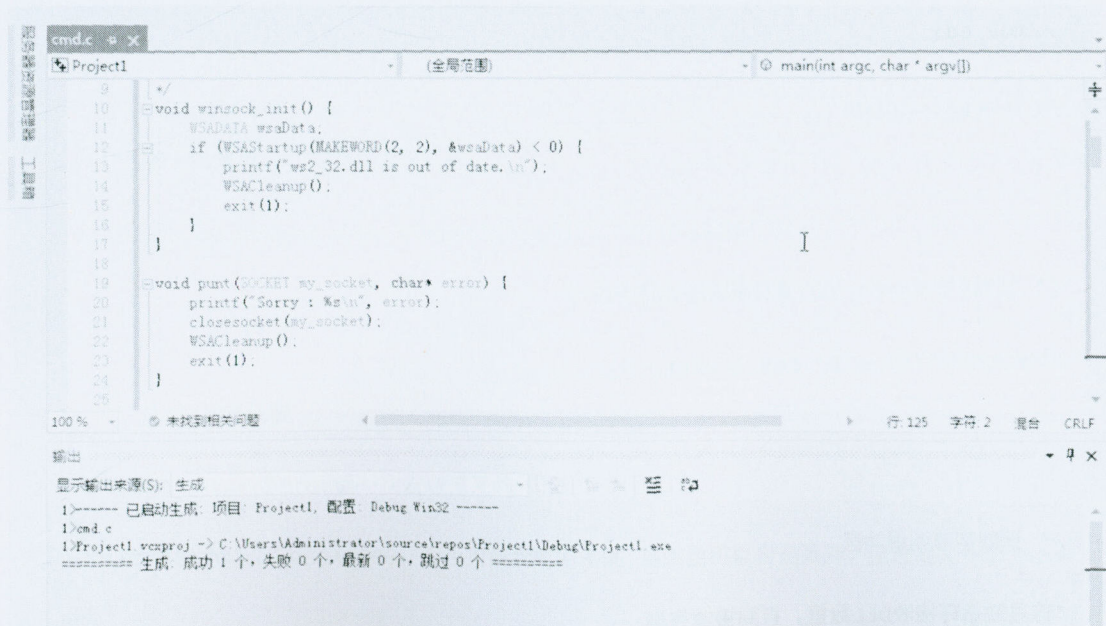 cmd.c
Project1
(全局范围)
main(int argc, char * argv[])
9 */
10 void winsock_init() {
11 WSADATA wsaData;
12 if (WSAStartup(MAKEWORD(2, 2), &wsaData) < 0) {
13 printf("ws2_32.dll is out of date.\n");
14 WSACleanup();
15 exit(1);
16 }
17 }
18
19 void punt(SOCKET my_socket, char* error) {
20 printf("Sorry : %s\n", error);
21 closesocket(my_socket);
22 WSACleanup();
23 exit(1);
24 }
25
100 %
未找到相关问题
行: 125
字符: 2
混合
CRLF
输出
显示输出来源(S): 生成
1>------ 已启动生成: 项目: Project1, 配置: Debug Win32 ------
1>cmd.c
1>Project1.vcxproj -> C:\Users\Administrator\source\repos\Project1\Debug\Project1.exe
========== 生成: 成功 1 个，失败 0 个，最新 0 个，跳过 0 个 ==========
工具箱